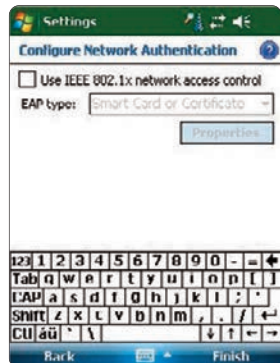 Settings
Configure Network Authentication ?
Use IEEE 802.1x network access control
EAP type: Smart Card or Certificate
Properties
123 1 2 3 4 5 6 7 8 9 0 - =
Tab q w e r t y u i o p [ ]
CAP a s d f g h j k l ; '
Shift z x c v b n m , . /
Ctl áü ` \
Back Finish